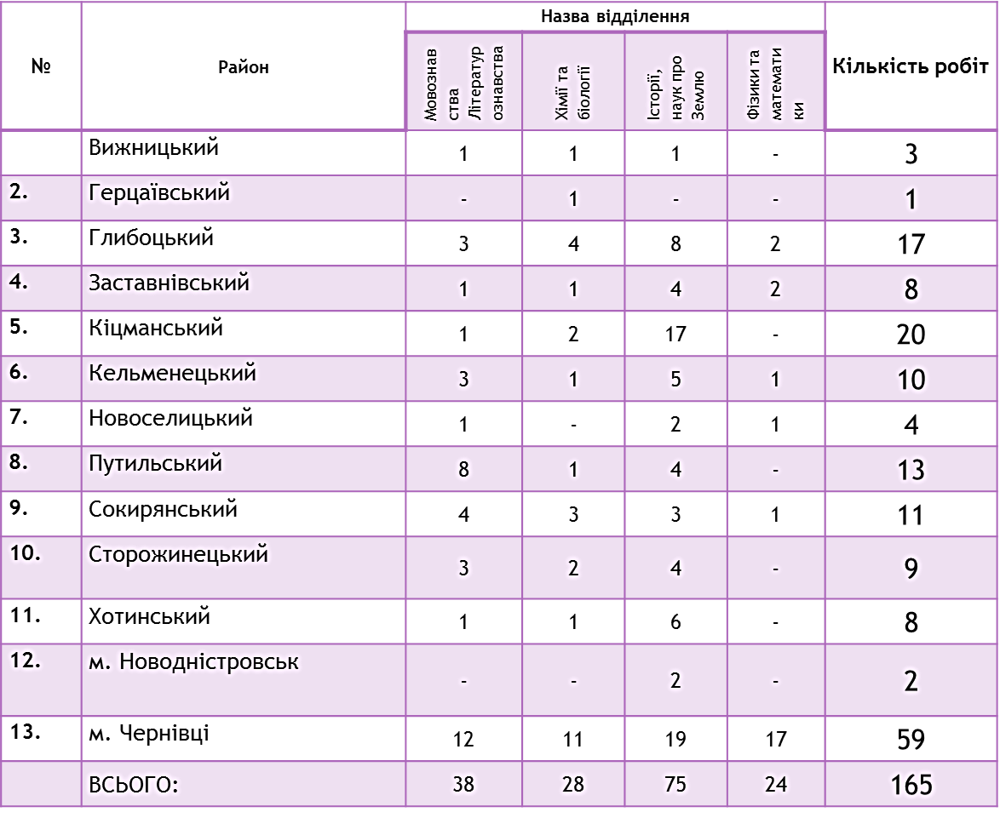 №
Район
Назва відділення
Мовознав
ства
Літератур
ознавства
Хімії та
біології
Історії,
наук про
Землю
Фізики та
математи
ки
Кількість робіт
Вижницький 1 1 1 - 3
2. Герцаївський - 1 - - 1
3. Глибоцький 3 4 8 2 17
4. Заставнівський 1 1 4 2 8
5. Кіцманський 1 2 17 - 20
6. Кельменецький 3 1 5 1 10
7. Новоселицький 1 - 2 1 4
8. Путильський 8 1 4 - 13
9. Сокирянський 4 3 3 1 11
10. Сторожинецький 3 2 4 - 9
11. Хотинський 1 1 6 - 8
12. м. Новодністровськ - - 2 - 2
13. м. Чернівці 12 11 19 17 59
ВСЬОГО: 38 28 75 24 165